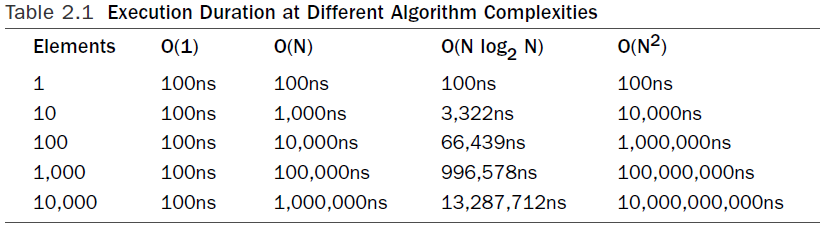 Table 2.1 Execution Duration at Different Algorithm Complexities
Elements O(1) O(N) O(N log₂ N) O(N²)
1 100ns 100ns 100ns 100ns
10 100ns 1,000ns 3,322ns 10,000ns
100 100ns 10,000ns 66,439ns 1,000,000ns
1,000 100ns 100,000ns 996,578ns 100,000,000ns
10,000 100ns 1,000,000ns 13,287,712ns 10,000,000,000ns